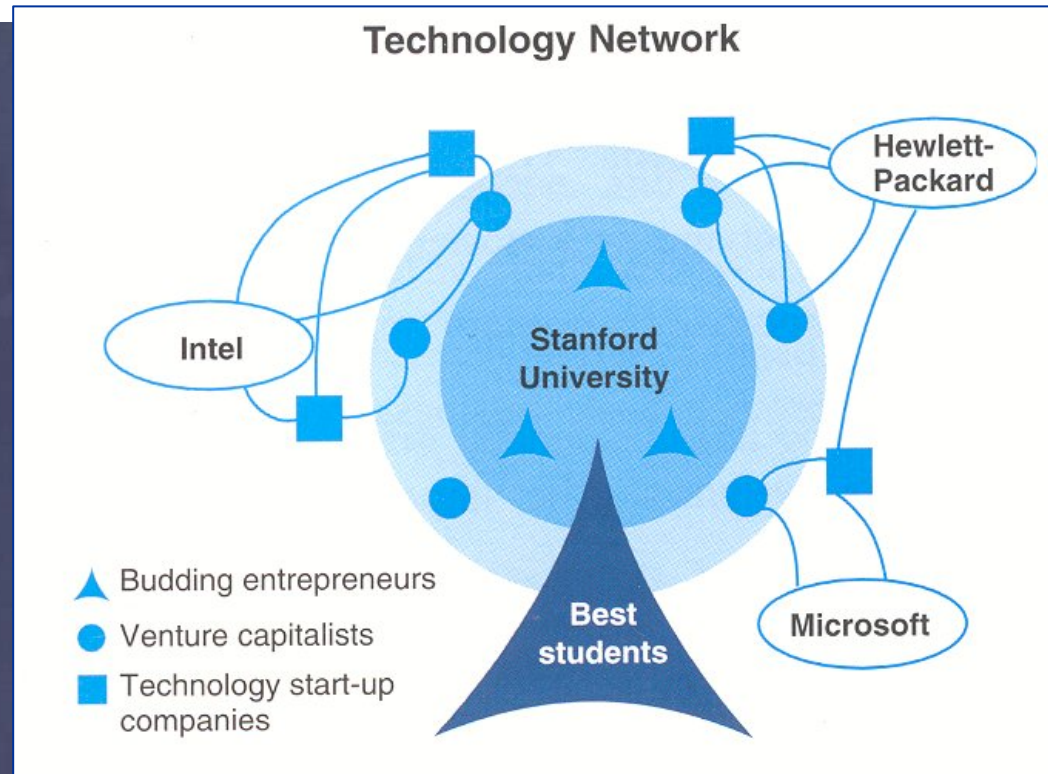 Technology Network
Hewlett-
Packard
Intel
Stanford
University
Best
students
Microsoft
Budding entrepreneurs
Venture capitalists
Technology start-up
companies